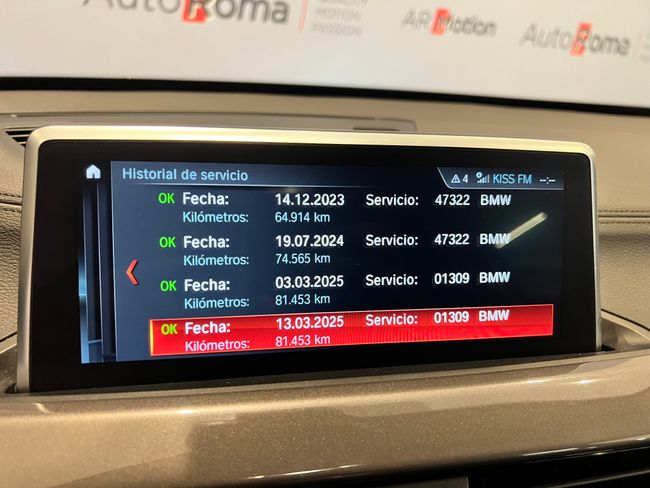 AutoRoma
MOTION
PASSION
ARMotion
AutoRoma
Historial de servicio
4 KISS FM --:--
OK Fecha: 14.12.2023 Servicio: 47322 BMW
Kilómetros: 64.914 km
OK Fecha: 19.07.2024 Servicio: 47322 BMW
Kilómetros: 74.565 km
OK Fecha: 03.03.2025 Servicio: 01309 BMW
Kilómetros: 81.453 km
OK Fecha: 13.03.2025 Servicio: 01309 BMW
Kilómetros: 81.453 km